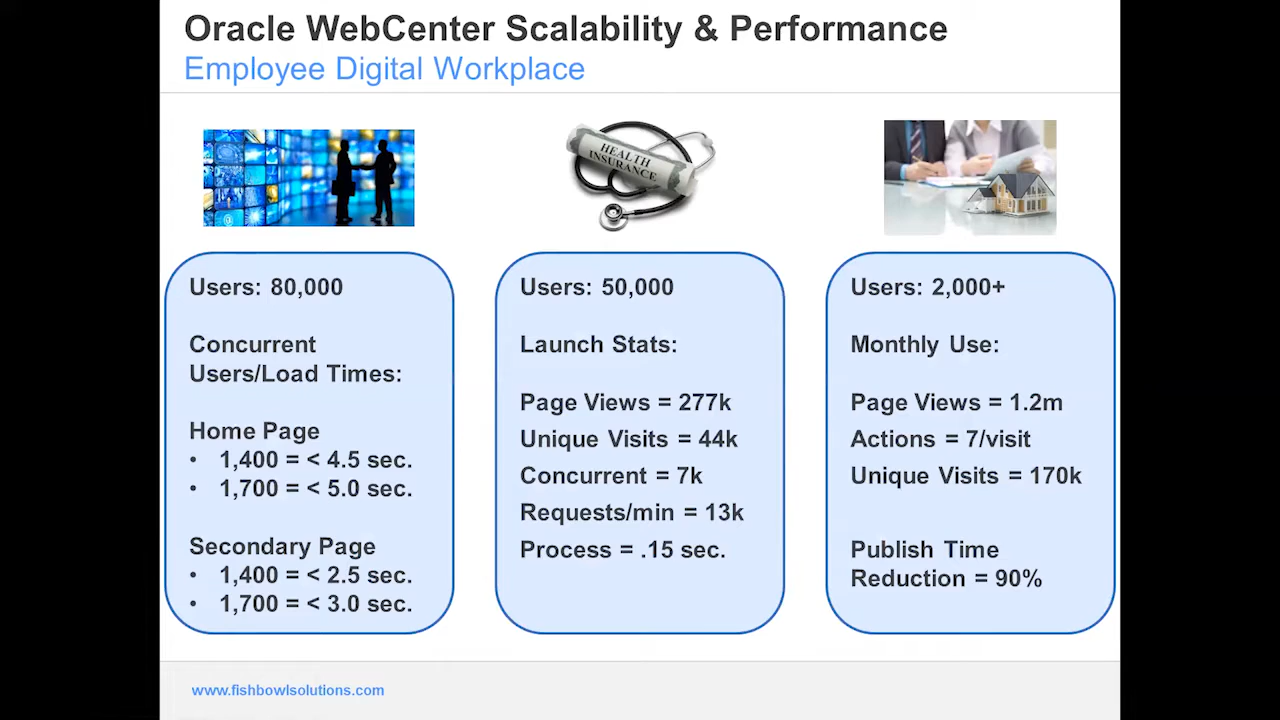 Oracle WebCenter Scalability & Performance
Employee Digital Workplace
HEALTH
INSURANCE
Users: 80,000
Concurrent
Users/Load Times:
Home Page
• 1,400 = < 4.5 sec.
• 1,700 = < 5.0 sec.
Secondary Page
• 1,400 = < 2.5 sec.
• 1,700 = < 3.0 sec.
Users: 50,000
Launch Stats:
Page Views = 277k
Unique Visits = 44k
Concurrent = 7k
Requests/min = 13k
Process = .15 sec.
Users: 2,000+
Monthly Use:
Page Views = 1.2m
Actions = 7/visit
Unique Visits = 170k
Publish Time
Reduction = 90%
www.fishbowlsolutions.com